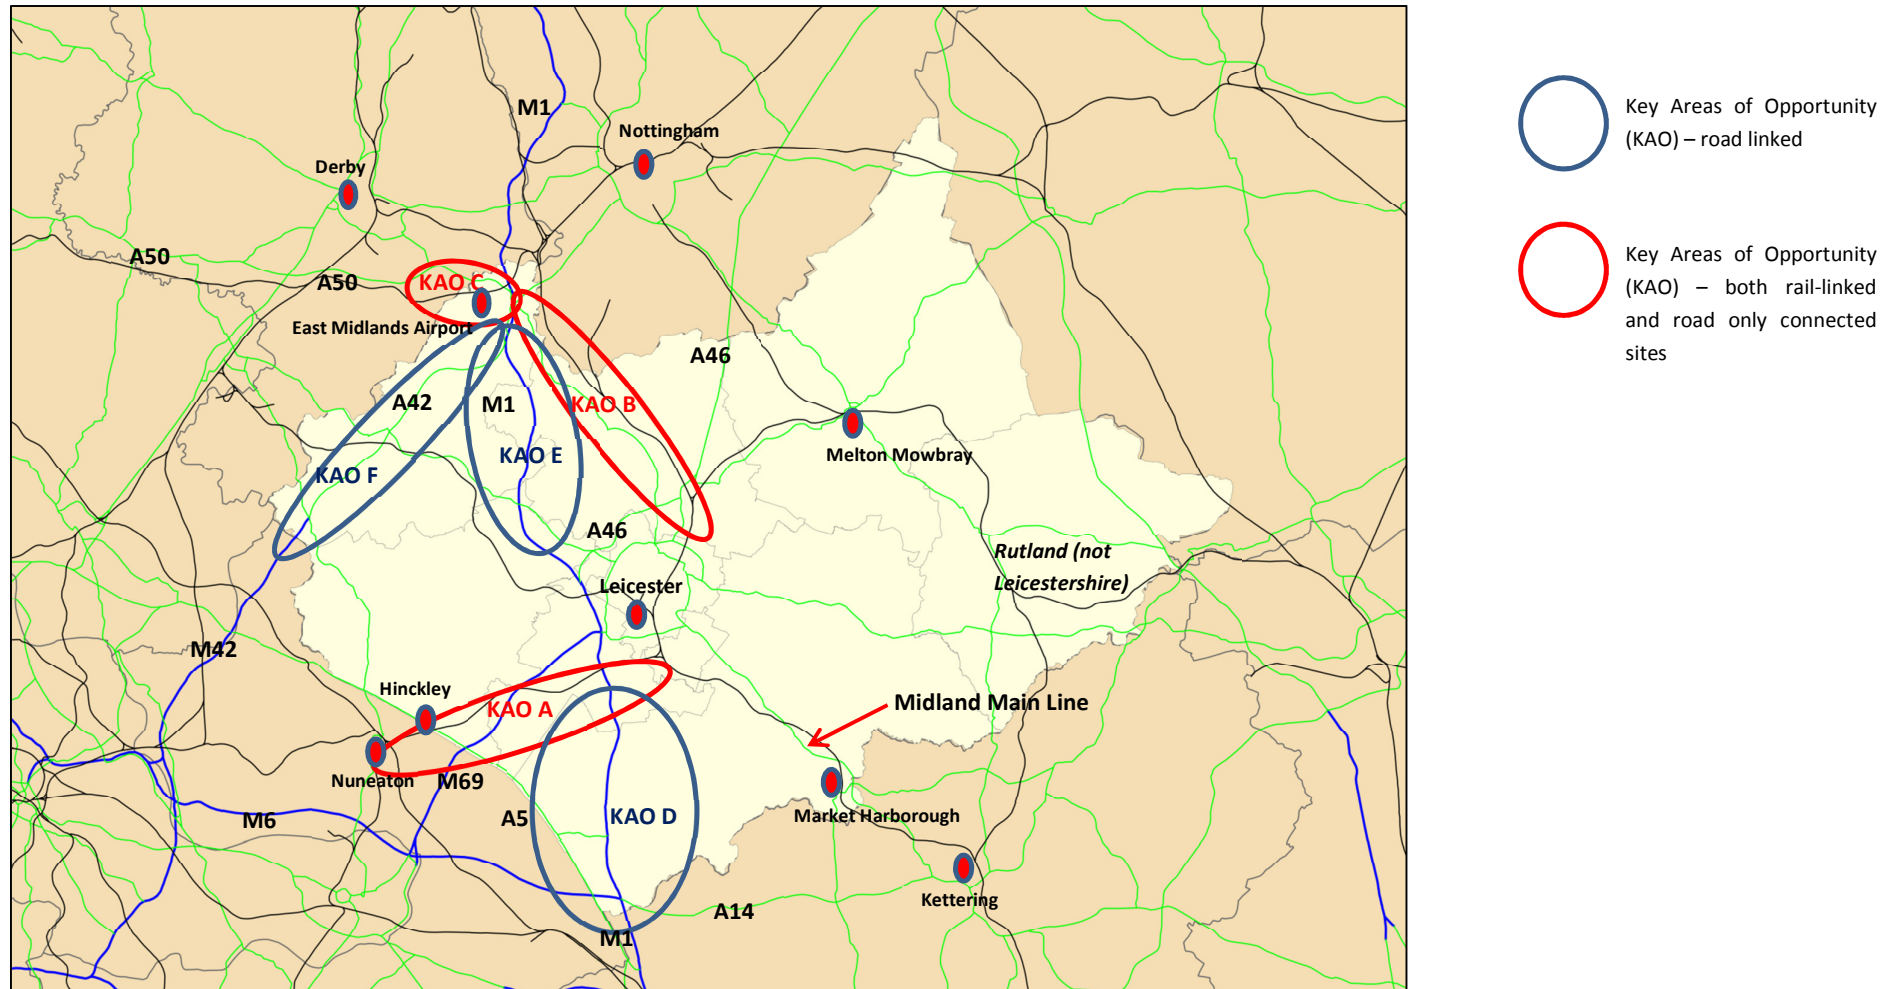 M1
Nottingham
Derby
A50
A50
KAO C
East Midlands Airport
A46
A42
M1
KAO B
KAO E
KAO F
Melton Mowbray
A46
Rutland (not
Leicestershire)
Leicester
M42
Hinckley
KAO A
Midland Main Line
Nuneaton
M69
M6
A5
KAO D
Market Harborough
Kettering
A14
M1
Key Areas of Opportunity
(KAO) – road linked
Key Areas of Opportunity
(KAO) – both rail-linked
and road only connected
sites